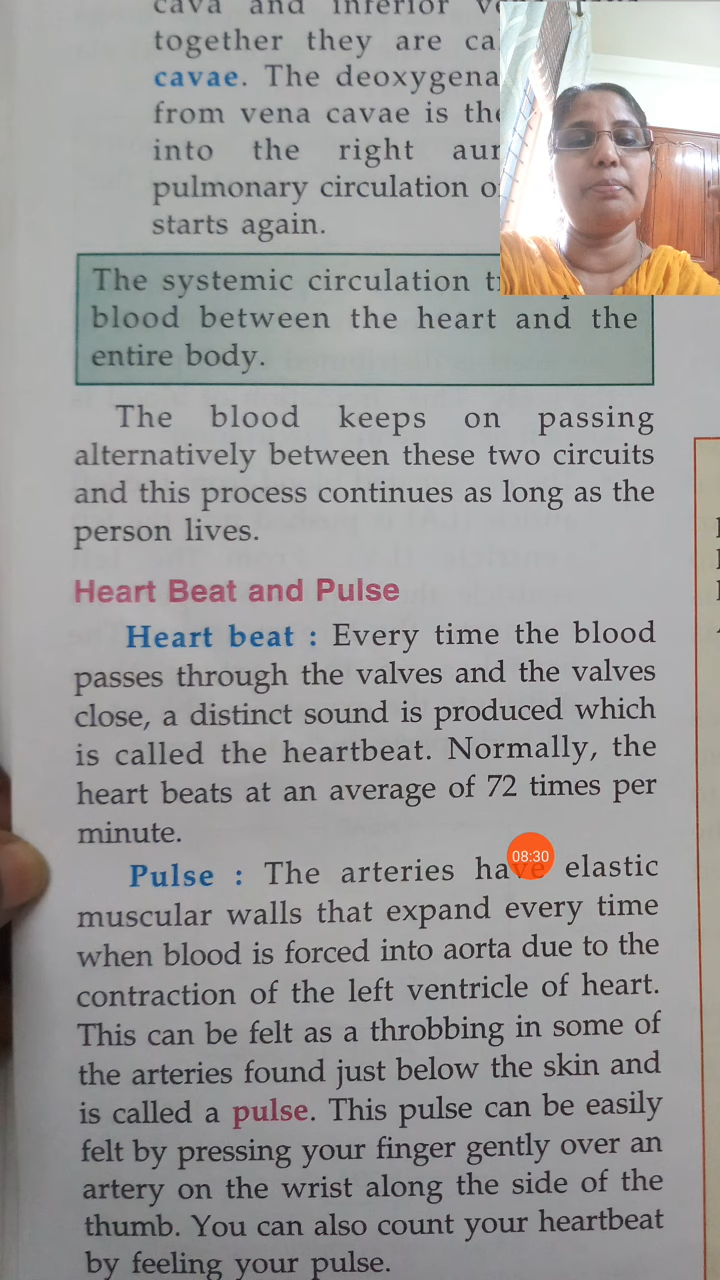 cava and inferior
together they are
cavae. The deoxygena
from vena cavae is the
into the right
pulmonary circulation
starts again.
The systemic circulation
blood between the heart and the
entire body.
The blood keeps on passing
alternatively between these two circuits
and this process continues as long as the
person lives.
Heart Beat and Pulse
Heart beat : Every time the blood
passes through the valves and the valves
close, a distinct sound is produced which
is called the heartbeat. Normally, the
heart beats at an average of 72 times per
minute.
08:30
Pulse : The arteries have elastic
muscular walls that expand every time
when blood is forced into aorta due to the
contraction of the left ventricle of heart.
This can be felt as a throbbing in some of
the arteries found just below the skin and
is called a pulse. This pulse can be easily
felt by pressing your finger gently over an
artery on the wrist along the side of the
thumb. You can also count your heartbeat
by feeling your pulse.